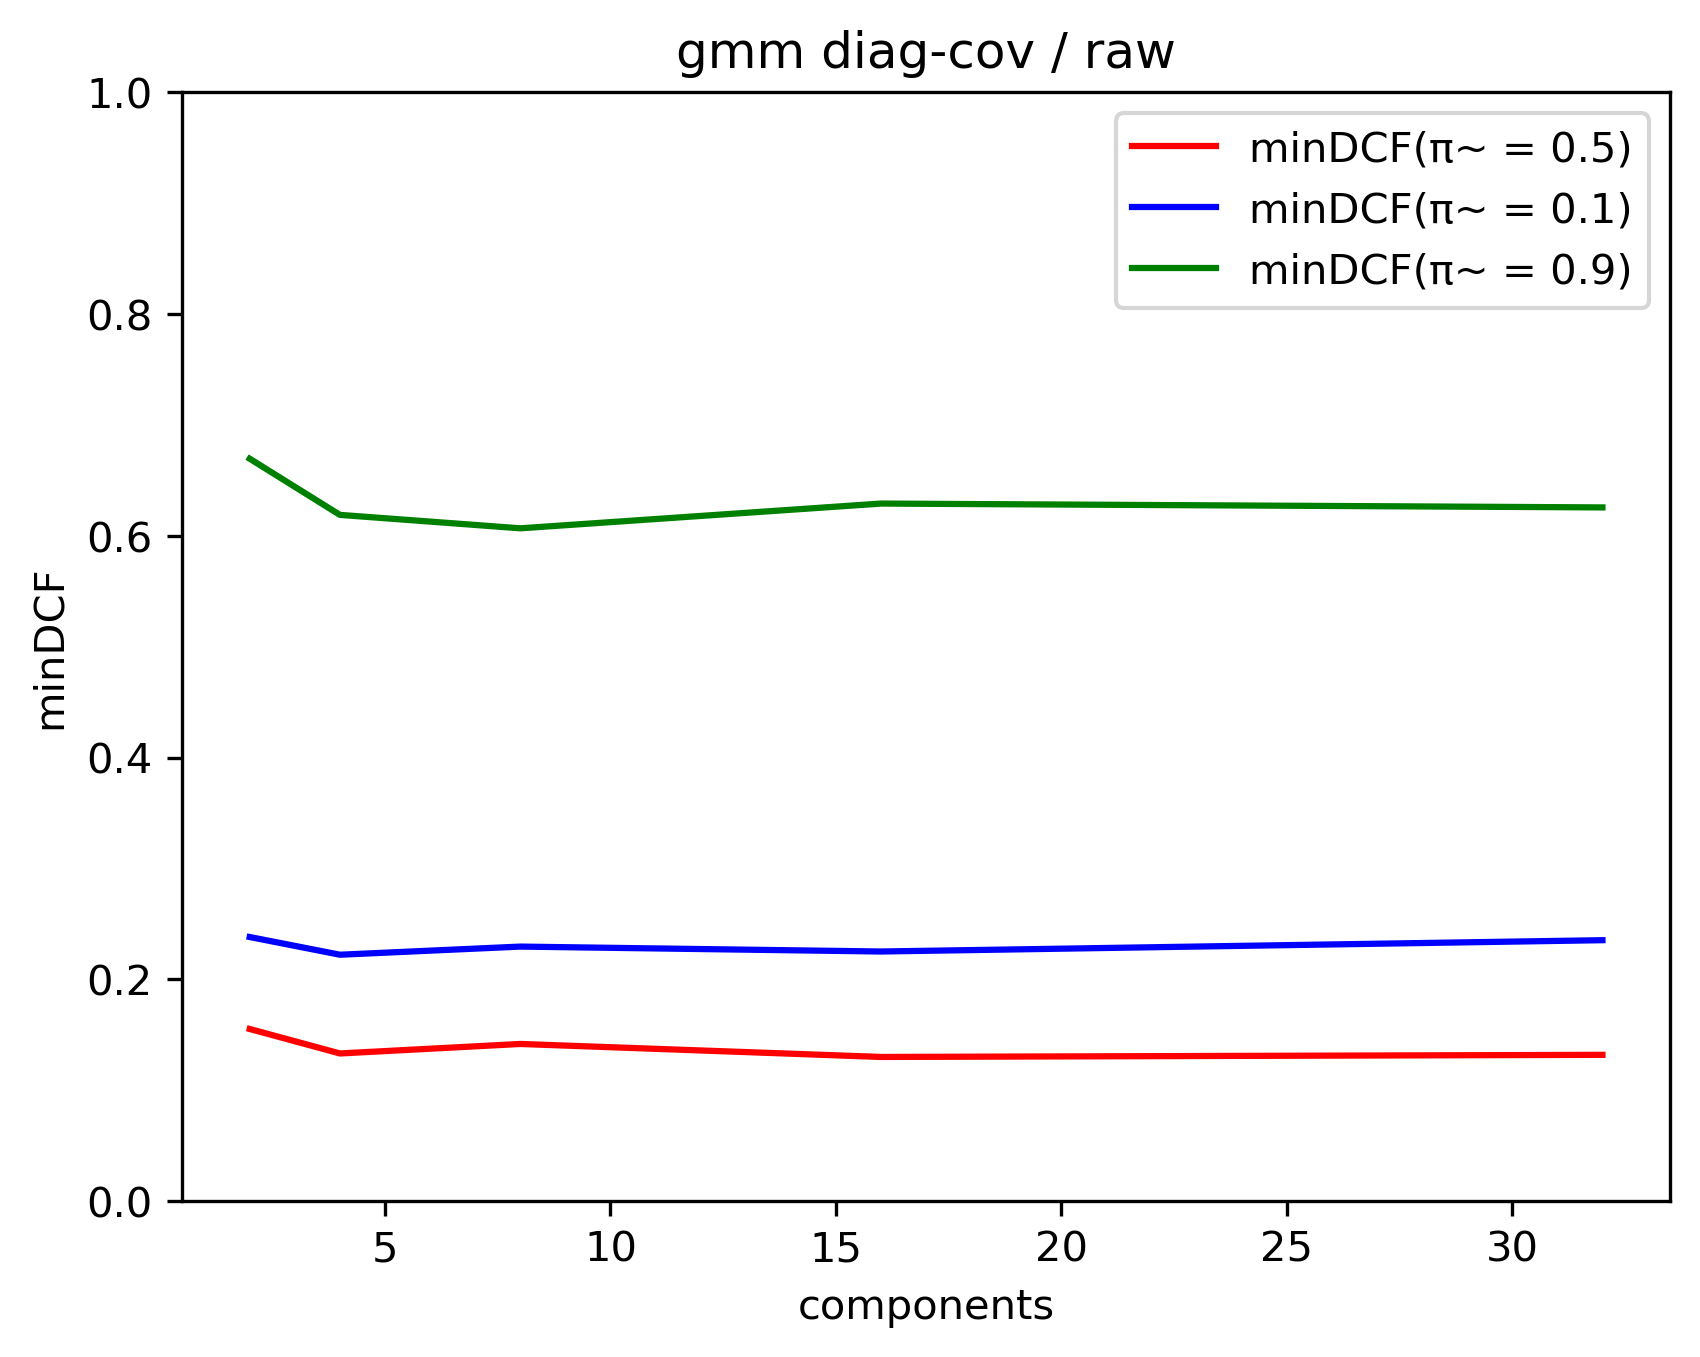 gmm diag-cov / raw
minDCF(π~ = 0.5)
minDCF(π~ = 0.1)
minDCF(π~ = 0.9)
1.0
0.8
0.6
0.4
0.2
0.0
minDCF
5 10 15 20 25 30
components